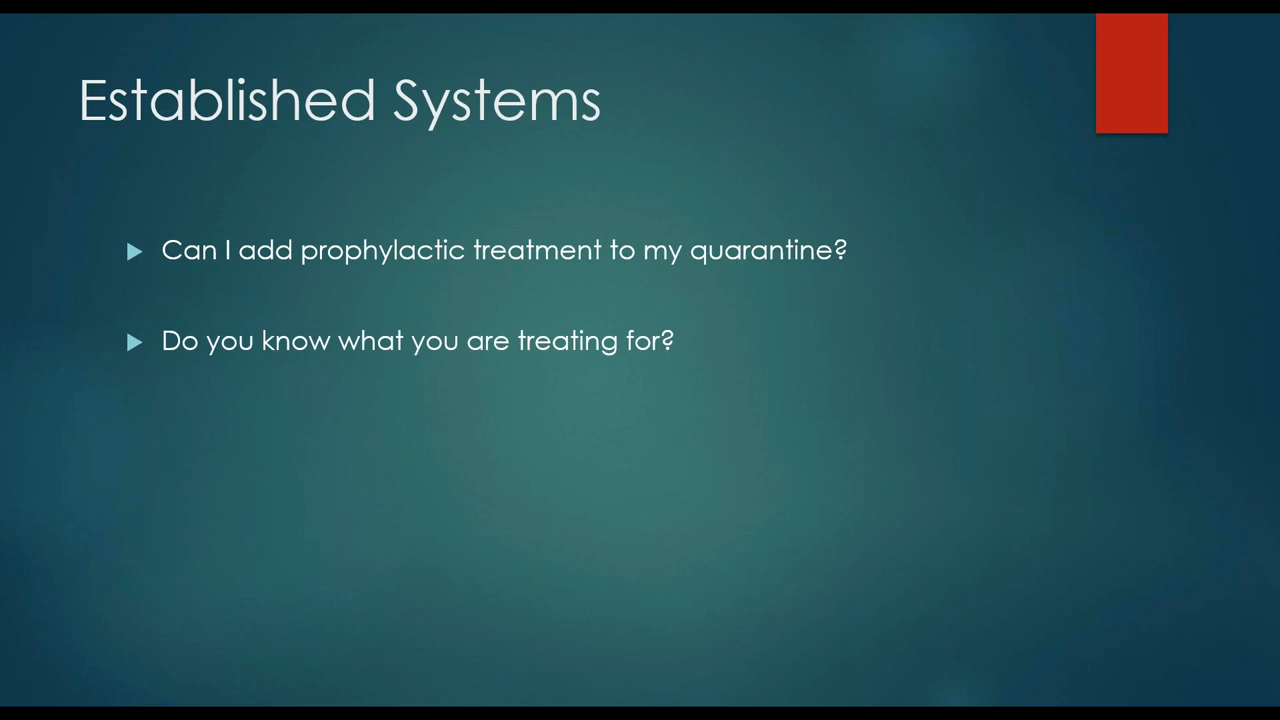 Established Systems
Can I add prophylactic treatment to my quarantine?
Do you know what you are treating for?